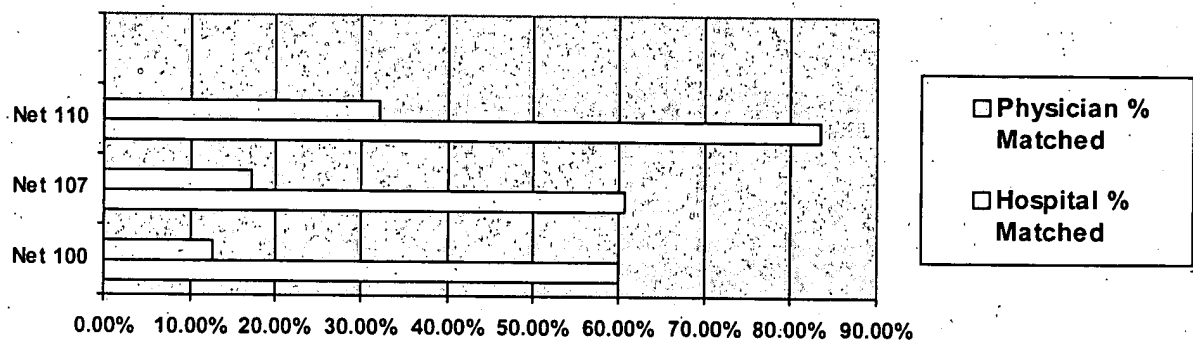 Net 110
Net 107
Net 100
0.00% 10.00% 20.00% 30.00% 40.00% 50.00% 60.00% 70.00% 80.00% 90.00%
Physician %
Matched
Hospital %
Matched